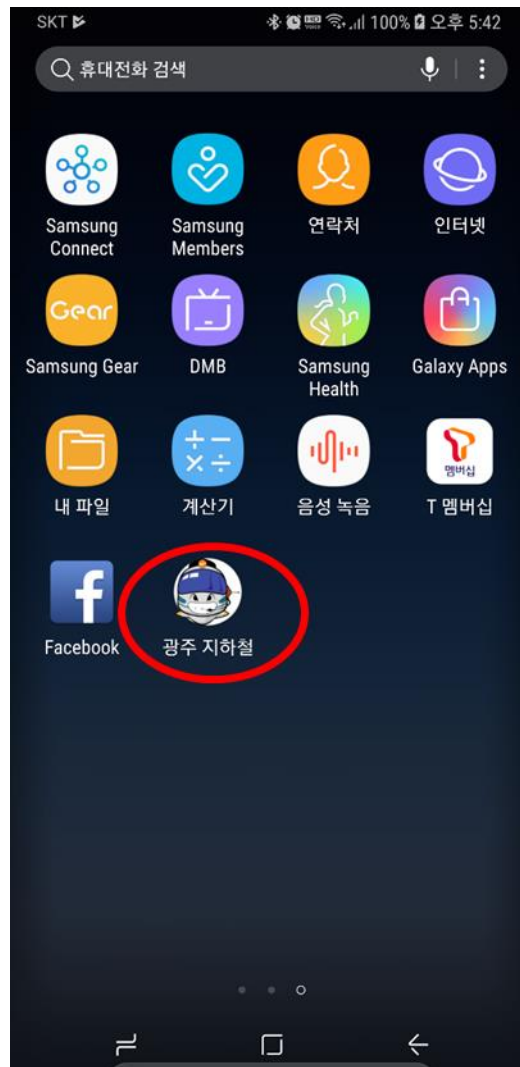 SKT 100% 오후 5:42
휴대전화 검색
Samsung Connect
Samsung Members
연락처
인터넷
Gear
Samsung Gear
DMB
Samsung Health
Galaxy Apps
내 파일
계산기
음성 녹음
멤버십
T 멤버십
f
Facebook
광주 지하철